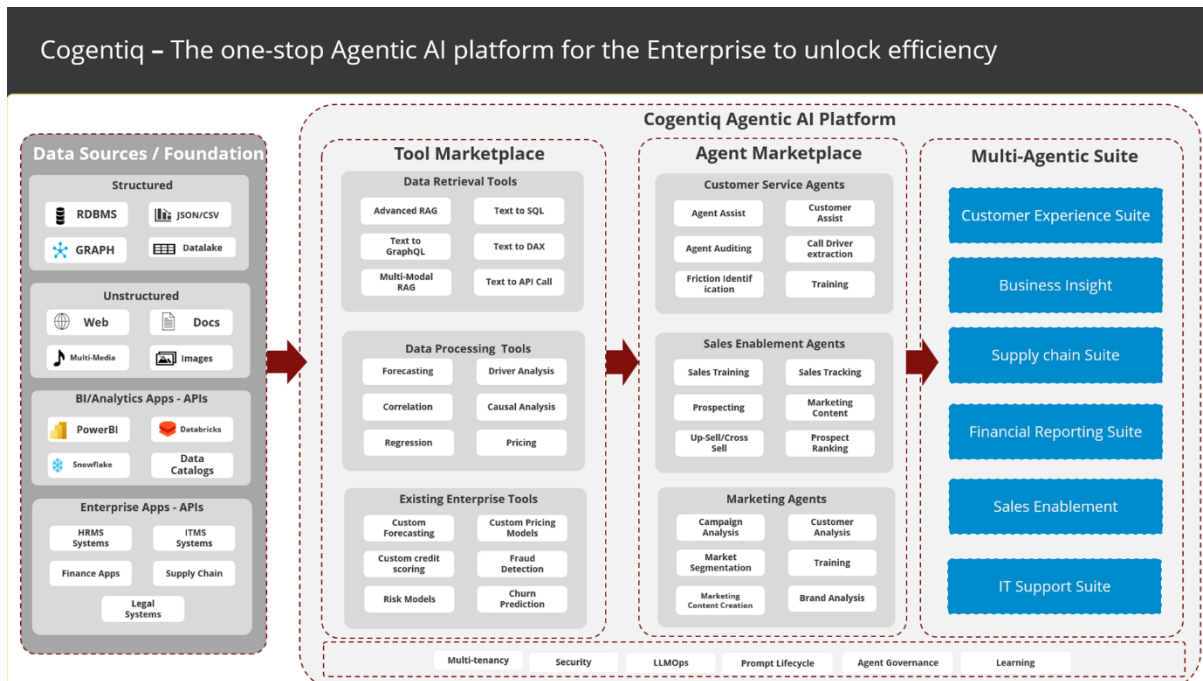 Cogentiq – The one-stop Agentic AI platform for the Enterprise to unlock efficiency
Data Sources / Foundation
Structured
RDBMS
JSON/CSV
GRAPH
Datalake
Unstructured
Web
Docs
Multi-Media
Images
BI/Analytics Apps - APIs
PowerBI
Databricks
Snowflake
Data
Catalogs
Enterprise Apps - APIs
HRMS
Systems
ITMS
Systems
Finance Apps
Supply Chain
Legal
Systems
Cogentiq Agentic AI Platform
Tool Marketplace
Data Retrieval Tools
Advanced RAG
Text to SQL
Text to
GraphQL
Text to DAX
Multi-Modal
RAG
Text to API Call
Data Processing Tools
Forecasting
Driver Analysis
Correlation
Causal Analysis
Regression
Pricing
Existing Enterprise Tools
Custom
Forecasting
Custom Pricing
Models
Custom credit
scoring
Fraud
Detection
Risk Models
Churn
Prediction
Agent Marketplace
Customer Service Agents
Agent Assist
Customer
Assist
Agent Auditing
Call Driver
extraction
Friction Identif
ication
Training
Sales Enablement Agents
Sales Training
Sales Tracking
Prospecting
Marketing
Content
Up-Sell/Cross
Sell
Prospect
Ranking
Marketing Agents
Campaign
Analysis
Customer
Analysis
Market
Segmentation
Training
Marketing
Content Creation
Brand Analysis
Multi-Agentic Suite
Customer Experience Suite
Business Insight
Supply chain Suite
Financial Reporting Suite
Sales Enablement
IT Support Suite
Multi-tenancy
Security
LLMOps
Prompt Lifecycle
Agent Governance
Learning